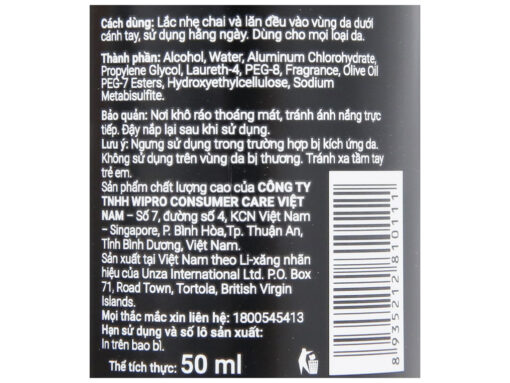 Cách dùng: Lắc nhẹ chai và lăn đều vào vùng da dưới
cánh tay, sử dụng hằng ngày. Dùng cho mọi loại da.
Thành phần: Alcohol, Water, Aluminum Chlorohydrate,
Propylene Glycol, Laureth-4, PEG-8, Fragrance, Olive Oil
PEG-7 Esters, Hydroxyethylcellulose, Sodium
Metabisulfite.
Bảo quản: Nơi khô ráo thoáng mát, tránh ánh nắng trực
tiếp. Đậy nắp lại sau khi sử dụng.
Lưu ý: Ngưng sử dụng trong trường hợp bị kích ứng da.
Không sử dụng trên vùng da bị thương. Tránh xa tầm tay
trẻ em.
Sản phẩm chất lượng cao của CÔNG TY
TNHH WIPRO CONSUMER CARE VIỆT
NAM – Số 7, đường số 4, KCN Việt Nam
– Singapore, P. Bình Hòa,Tp. Thuận An,
Tỉnh Bình Dương, Việt Nam.
Sản xuất tại Việt Nam theo Li-xăng nhãn
hiệu của Unza International Ltd. P.O. Box
71, Road Town, Tortola, British Virgin
Islands.
Mọi thắc mắc xin liên hệ: 1800545413
Hạn sử dụng và số lô sản xuất:
In trên bao bì.
Thể tích thực: 50 ml
8935212810111